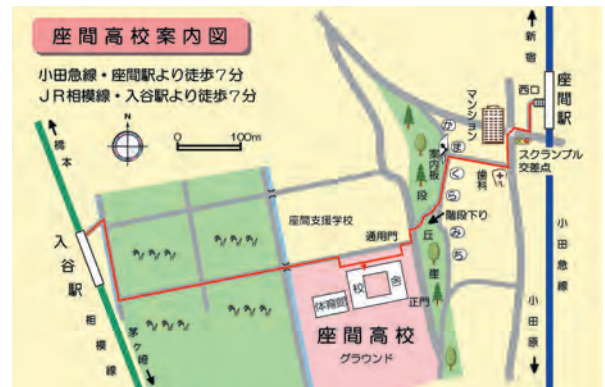 座間高校案内図
小田急線・座間駅より徒歩7分
JR相模線・入谷駅より徒歩7分
N
0 100m
新宿
座間駅
西口
マンション
スクランブル
交差点
歯科
案内板
かまくらみち
階段下り
段丘崖
橋本
入谷駅
相模線
茅ヶ崎
座間支援学校
通用門
校舎
体育館
正門
座間高校
グラウンド
小田急線
小田原